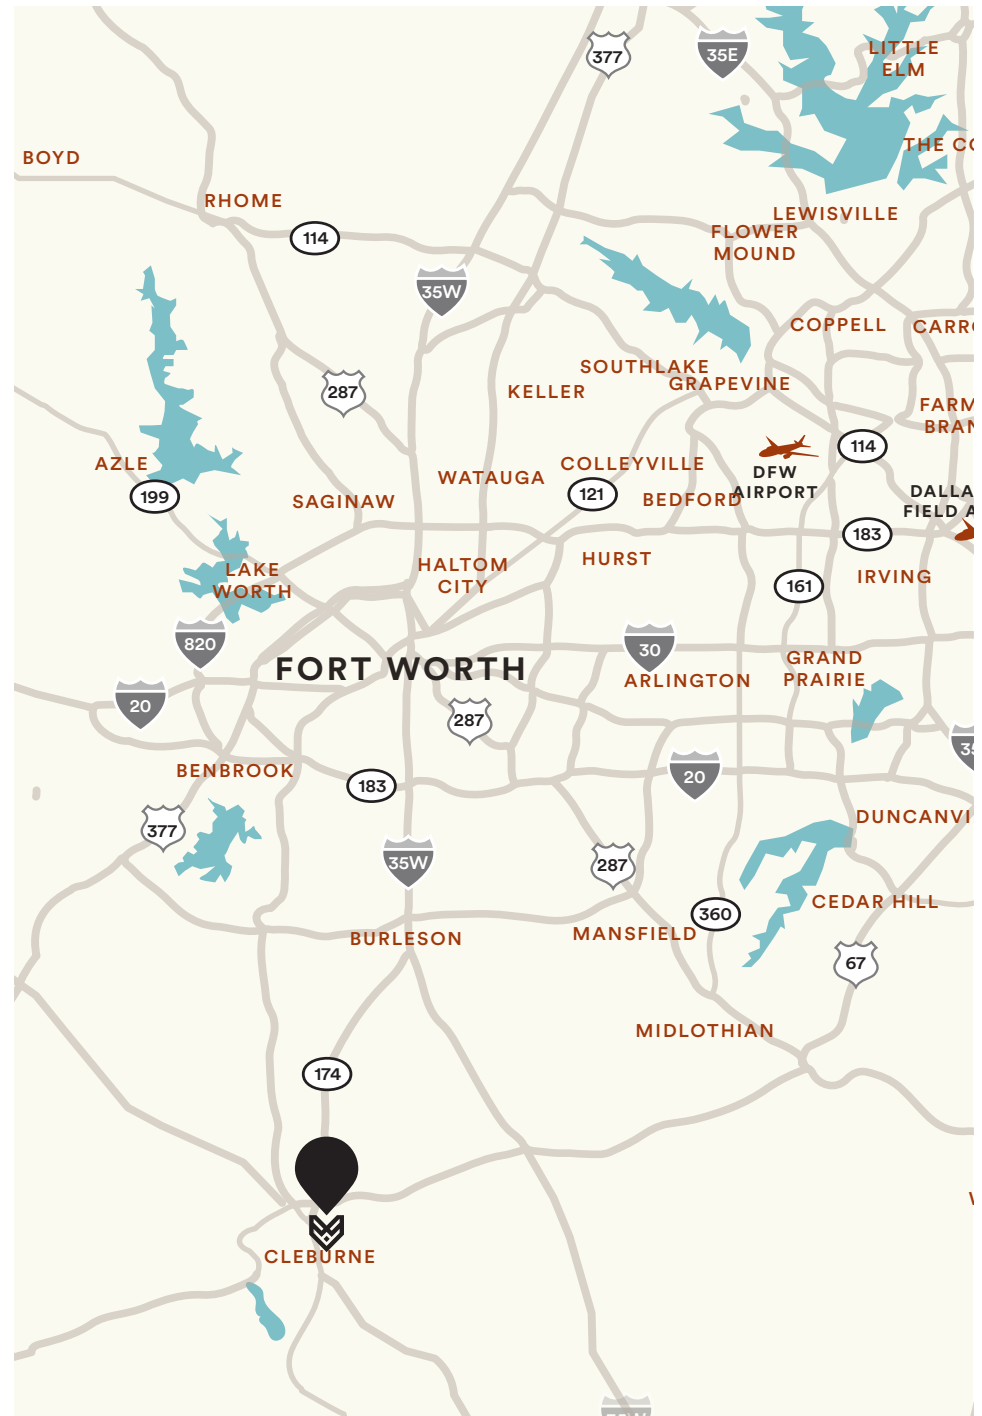 377
35E
LITTLE
ELM
THE CO
BOYD
RHOME
114
LEWISVILLE
FLOWER
MOUND
35W
COPPELL
CARRO
287
SOUTHLAKE
GRAPEVINE
KELLER
FARM
BRAN
114
AZLE
199
SAGINAW
WATAUGA
COLLEYVILLE
121
BEDFORD
DFW
AIRPORT
DALLA
FIELD A
183
LAKE
WORTH
HALTOM
CITY
HURST
161
IRVING
820
FORT WORTH
30
ARLINGTON
GRAND
PRAIRIE
20
287
35
BENBROOK
183
20
377
35W
287
DUNCANVI
360
CEDAR HILL
BURLESON
MANSFIELD
67
MIDLOTHIAN
174
CLEBURNE